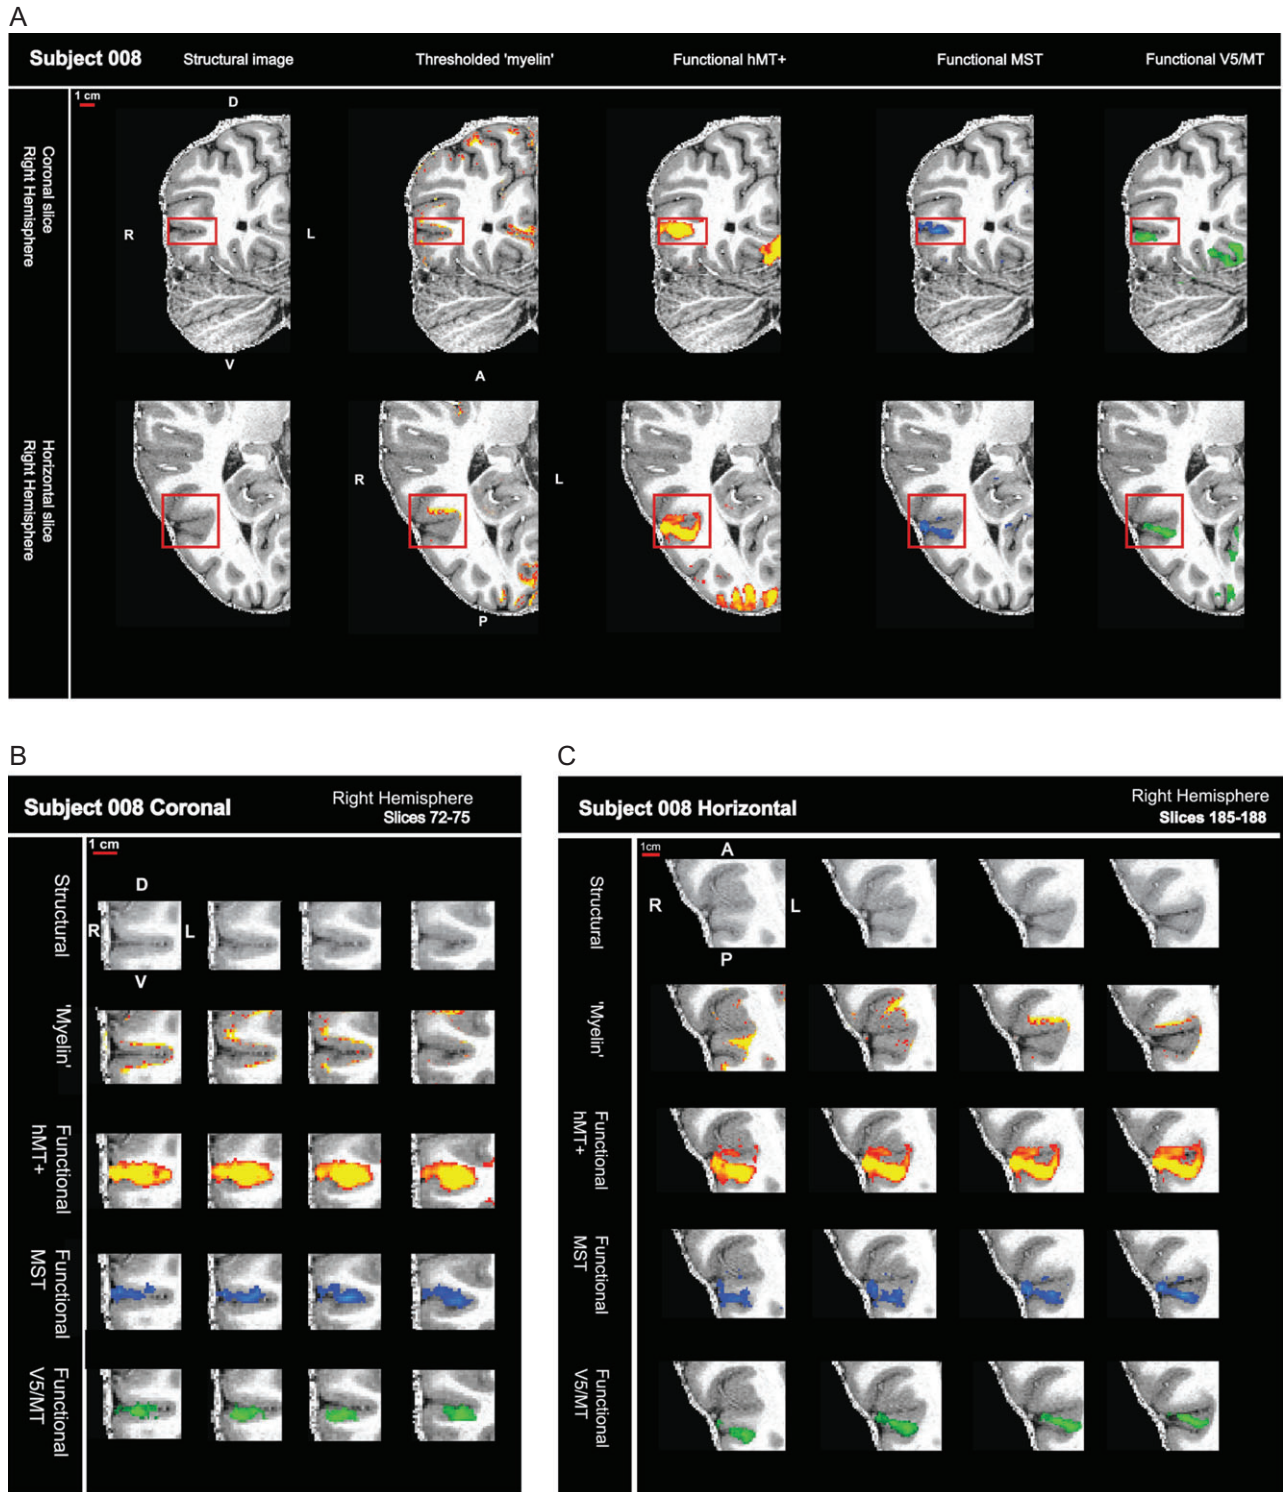 A
Subject 008
Structural image
Thresholded 'myelin'
Functional hMT+
Functional MST
Functional V5/MT
1 cm
Coronal slice
Right Hemisphere
D
R
L
V
Horizontal slice
Right Hemisphere
A
R
L
P
B
Subject 008 Coronal
Right Hemisphere
Slices 72-75
1 cm
Structural
D
R
L
V
'Myelin'
Functional
hMT+
Functional
MST
Functional
V5/MT
C
Subject 008 Horizontal
Right Hemisphere
Slices 185-188
1cm
Structural
A
R
L
P
'Myelin'
Functional
hMT+
Functional
MST
Functional
V5/MT